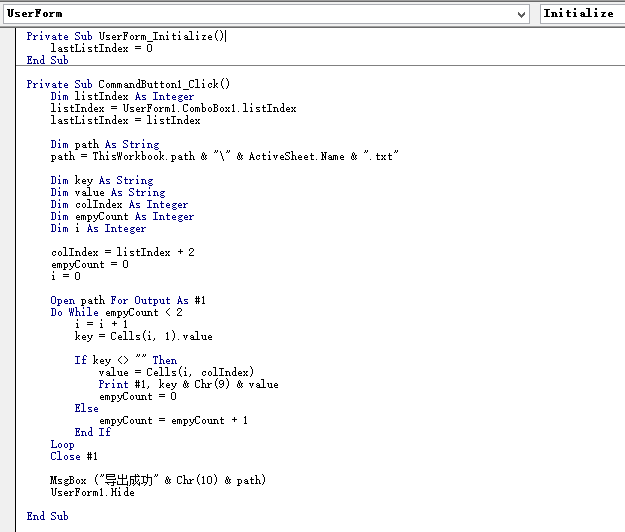 UserForm
Initialize
Private Sub UserForm_Initialize()
lastListIndex = 0
End Sub
Private Sub CommandButton1_Click()
Dim listIndex As Integer
listIndex = UserForm1.ComboBox1.listIndex
lastListIndex = listIndex
Dim path As String
path = ThisWorkbook.path & "\" & ActiveSheet.Name & ".txt"
Dim key As String
Dim value As String
Dim colIndex As Integer
Dim empyCount As Integer
Dim i As Integer
colIndex = listIndex + 2
empyCount = 0
i = 0
Open path For Output As #1
Do While empyCount < 2
i = i + 1
key = Cells(i, 1).value
If key <> "" Then
value = Cells(i, colIndex)
Print #1, key & Chr(9) & value
empyCount = 0
Else
empyCount = empyCount + 1
End If
Loop
Close #1
MsgBox ("导出成功" & Chr(10) & path)
UserForm1.Hide
End Sub